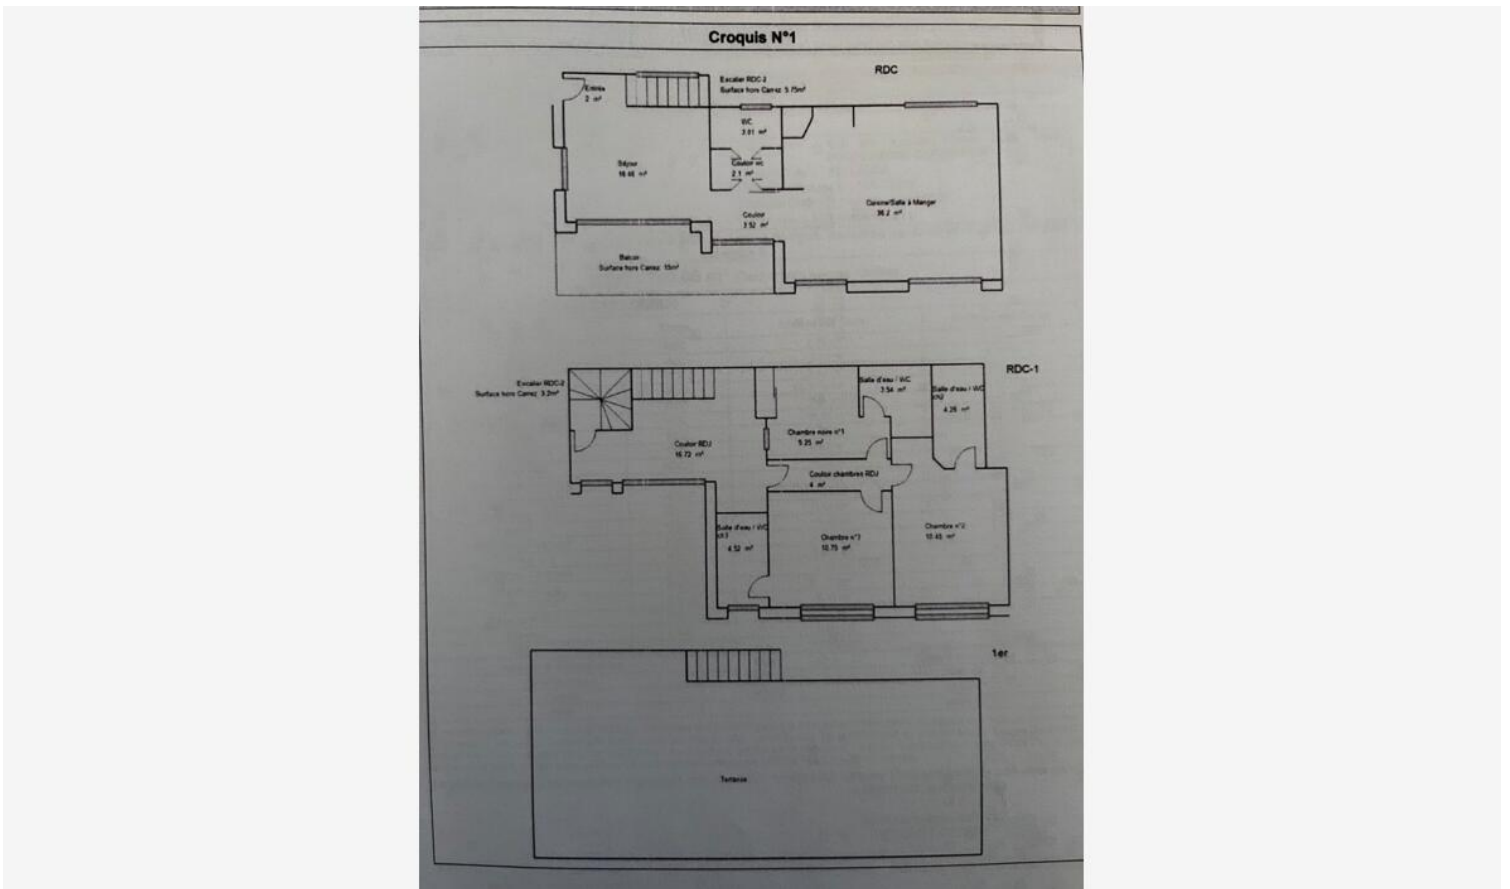 Croquis N°1
RDC
Escalier RDC-2
Surface hors Carrez 5.75m²
Entrée
2 m²
WC
3.01 m²
Séjour
Couloir wc
2.1 m²
Cuisine/Salle à Manger
36.2 m²
Couloir
3.52 m²
Balcon
Surface hors Carrez 15m²
RDC-1
Escalier RDC-2
Surface hors Carrez 3.2m²
Salle d'eau / WC
3.54 m²
Salle d'eau / WC
ch2
4.26 m²
Chambre noire n°1
9.25 m²
Couloir RDJ
16.72 m²
Couloir chambres RDJ
4 m²
Salle d'eau / WC
4.52 m²
Chambre n°2
10.45 m²
Chambre n°3
10.75 m²
1er
Terrasse